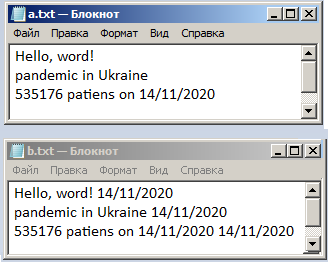 a.txt — Блокнот
Файл Правка Формат Вид Справка
Hello, word!
pandemic in Ukraine
535176 patiens on 14/11/2020
b.txt — Блокнот
Файл Правка Формат Вид Справка
Hello, word! 14/11/2020
pandemic in Ukraine 14/11/2020
535176 patiens on 14/11/2020 14/11/2020